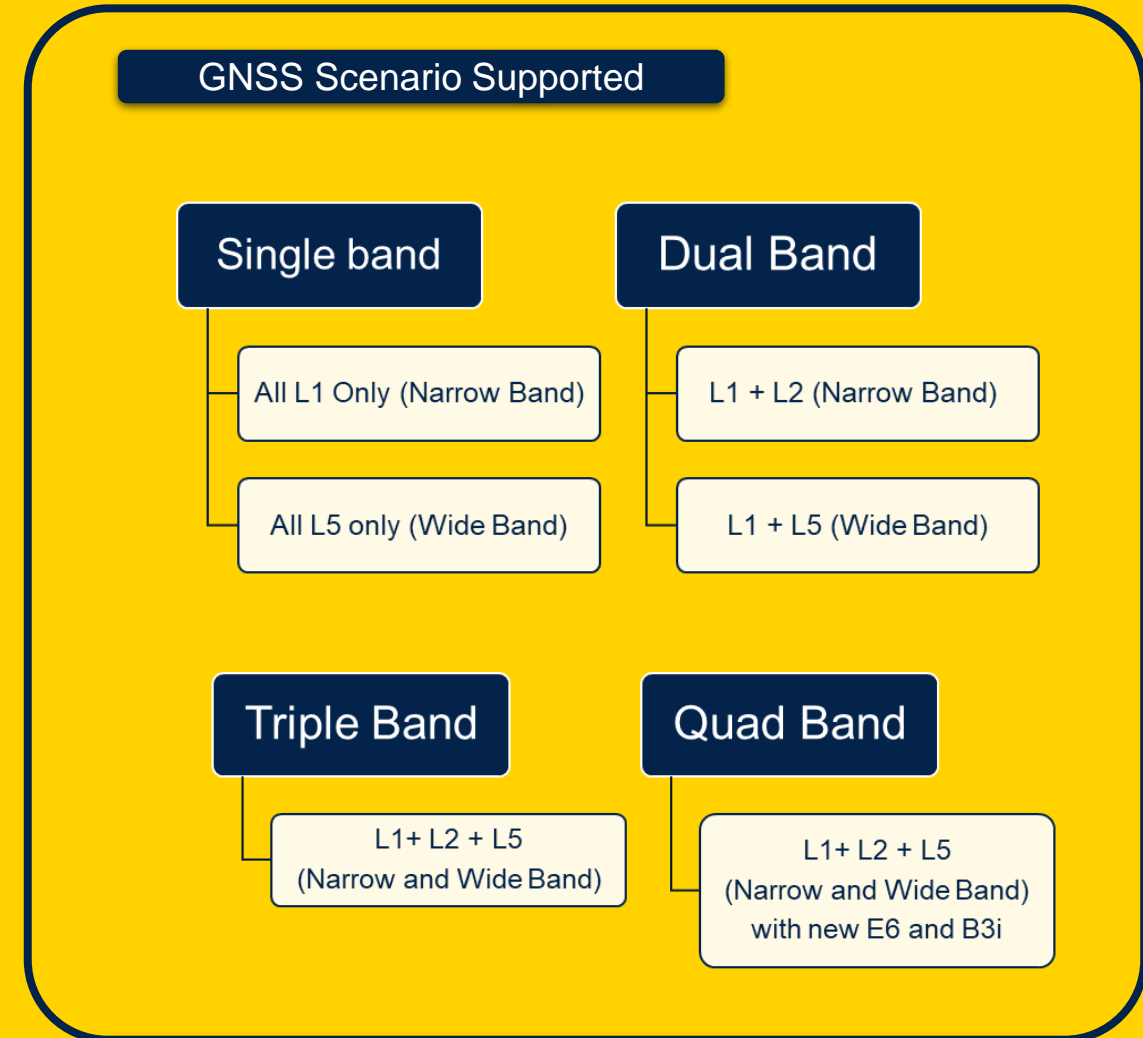 GNSS Scenario Supported
Single band
All L1 Only (Narrow Band)
All L5 only (Wide Band)
Dual Band
L1 + L2 (Narrow Band)
L1 + L5 (Wide Band)
Triple Band
L1+ L2 + L5
(Narrow and Wide Band)
Quad Band
L1+ L2 + L5
(Narrow and Wide Band)
with new E6 and B3i